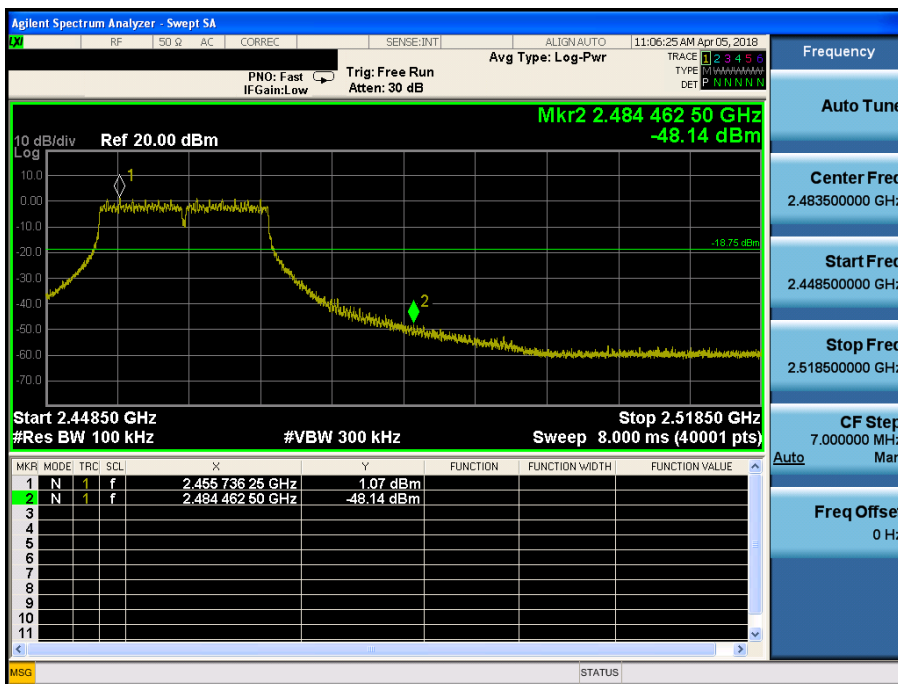 Agilent Spectrum Analyzer - Swept SA
LXI RF 50 Ω AC CORREC SENSE:INT ALIGNAUTO 11:06:25 AM Apr 05, 2018
Frequency
Avg Type: Log-Pwr
TRACE 1 2 3 4 5 6
PNO: Fast
Trig: Free Run
TYPE M
IFGain:Low
Atten: 30 dB
DET P N N N N N
Auto Tune
Mkr2 2.484 462 50 GHz
-48.14 dBm
10 dB/div Ref 20.00 dBm
Log
10.0
0.00
-10.0
-20.0
-30.0
-40.0
-50.0
-60.0
-70.0
1
-18.75 dBm
2
Center Freq
2.483500000 GHz
Start Freq
2.448500000 GHz
Stop Freq
2.518500000 GHz
Start 2.44850 GHz Stop 2.51850 GHz
#Res BW 100 kHz #VBW 300 kHz Sweep 8.000 ms (40001 pts)
CF Step
7.000000 MHz
Auto Man
MKR MODE TRC SCL X Y FUNCTION FUNCTION WIDTH FUNCTION VALUE
1 N 1 f 2.455 736 25 GHz 1.07 dBm
2 N 1 f 2.484 462 50 GHz -48.14 dBm
3
4
5
6
7
8
9
10
11
Freq Offset
0 Hz
MSG STATUS